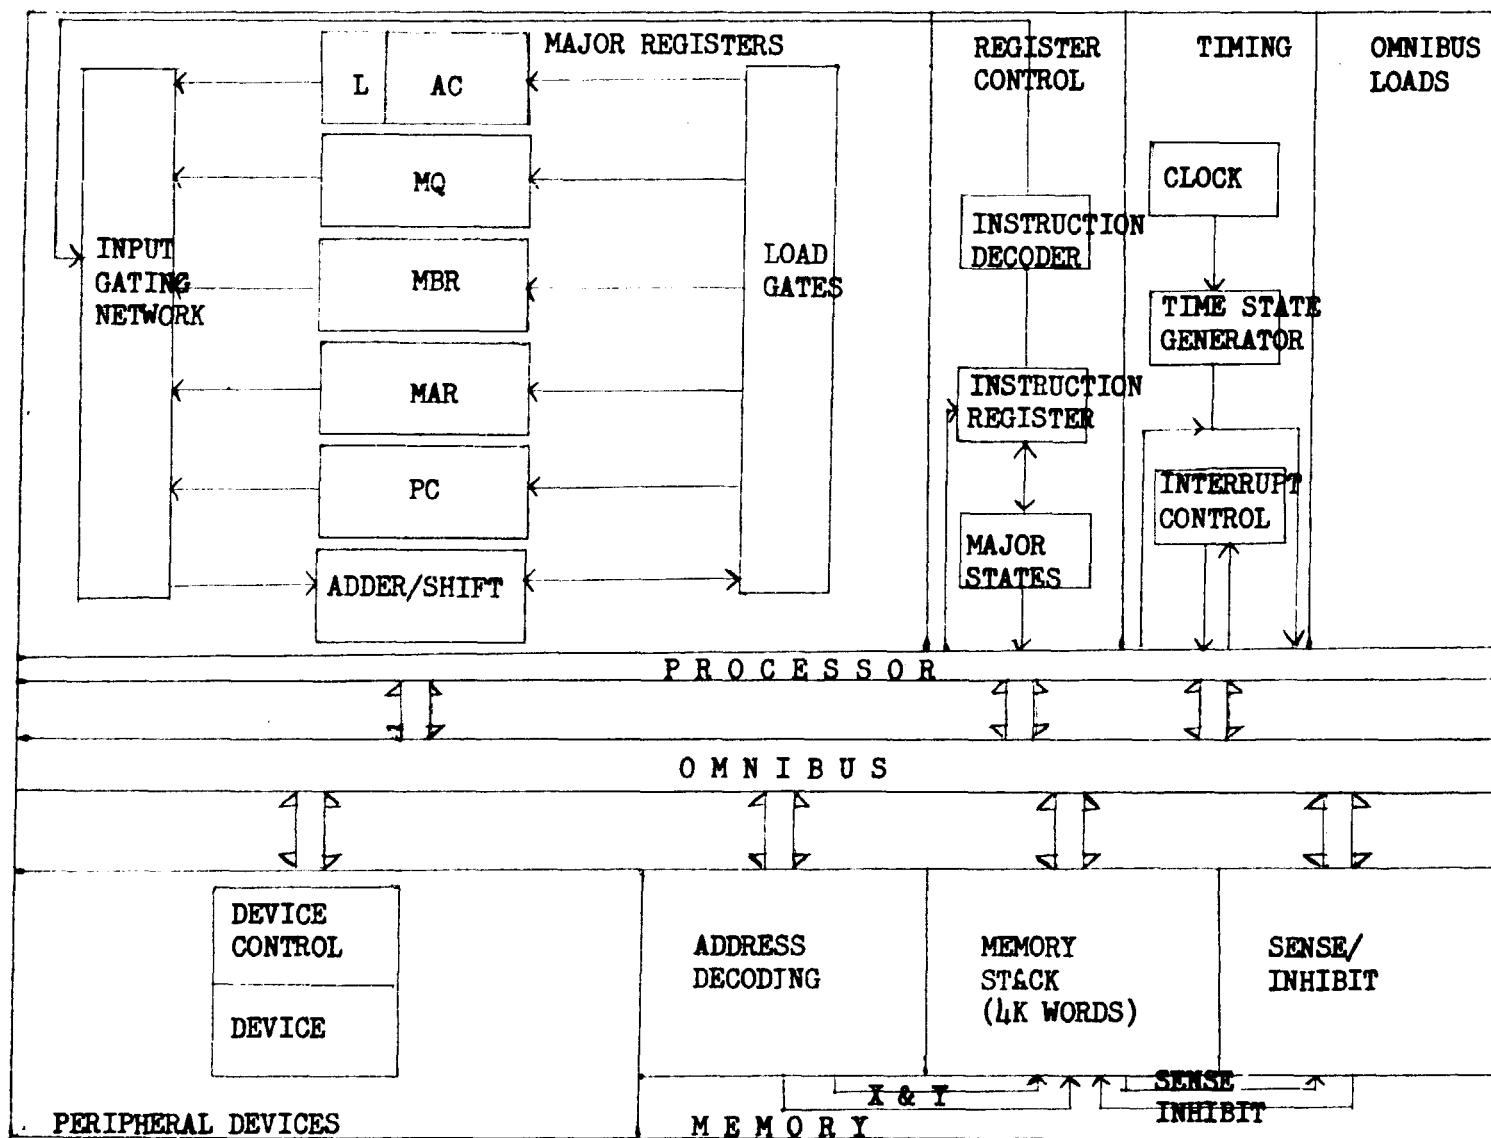 MAJOR REGISTERS
L
AC
MQ
MBR
MAR
PC
ADDER/SHIFT
INPUT
GATING
NETWORK
LOAD
GATES
REGISTER
CONTROL
INSTRUCTION
DECODER
INSTRUCTION
REGISTER
MAJOR
STATES
TIMING
CLOCK
TIME STATE
GENERATOR
INTERRUPT
CONTROL
OMNIBUS
LOADS
PROCESSOR
OMNIBUS
DEVICE
CONTROL
DEVICE
PERIPHERAL DEVICES
ADDRESS
DECODING
MEMORY
STACK
(4K WORDS)
SENSE/
INHIBIT
X & Y
SENSE
INHIBIT
MEMORY